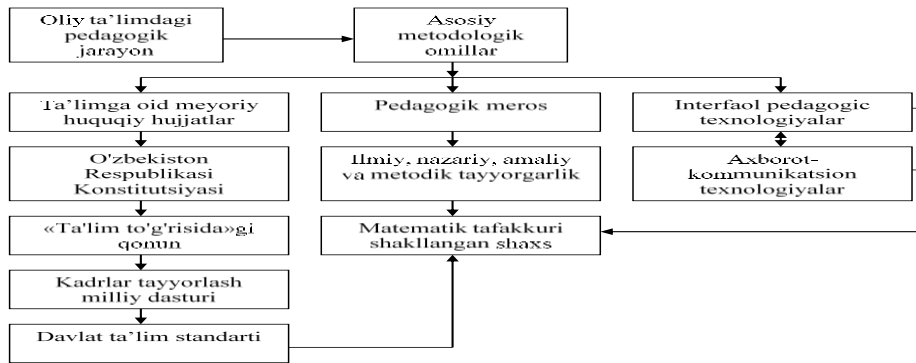 Oliy ta’limdagi
pedagogik
jarayon
Asosiy
metodologik
omillar
Ta’limga oid meyoriy
huquqiy hujjatlar
Pedagogik meros
Interfaol pedagogic
texnologiyalar
O'zbekiston
Respublikasi
Konstitutsiyasi
Ilmiy, nazariy, amaliy
va metodik tayyorgarlik
Axborot-
kommunikatsion
texnologiyalar
«Ta'lim to'g'risida»gi
qonun
Matematik tafakkuri
shakllangan shaxs
Kadrlar tayyorlash
milliy dasturi
Davlat ta’lim standarti